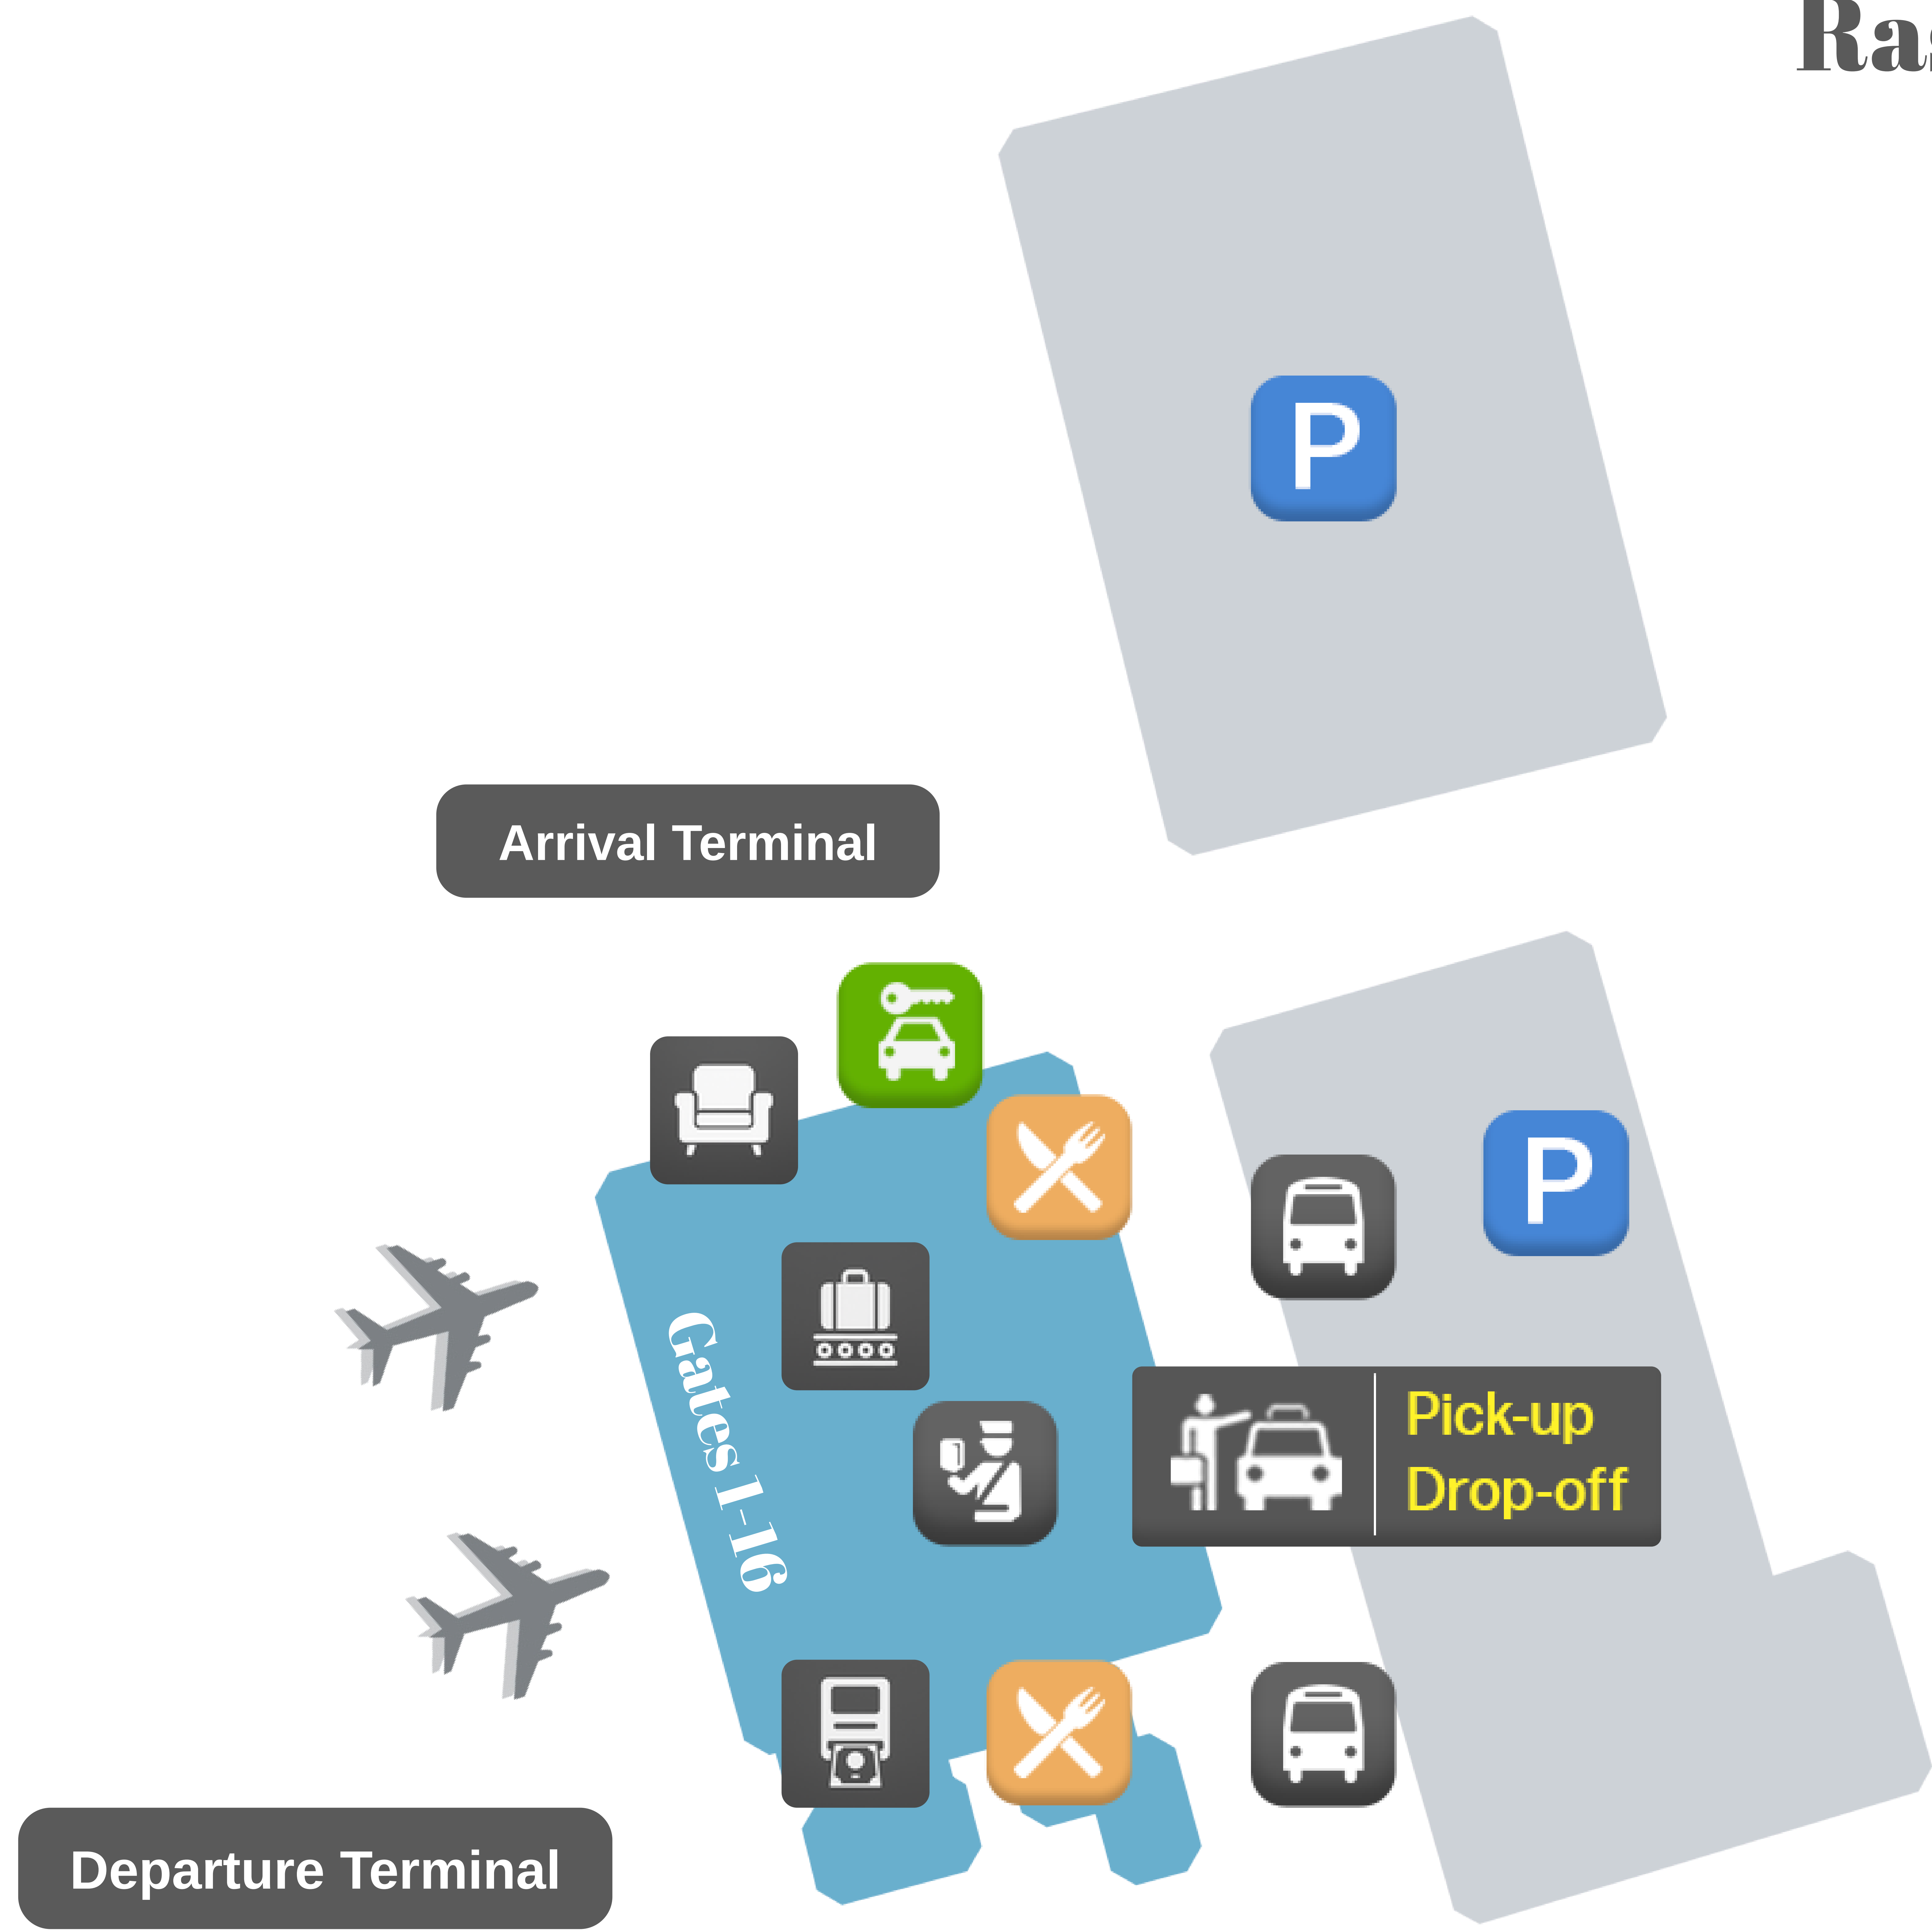 P
Arrival Terminal
P
Gates 1-16
Pick-up
Drop-off
Departure Terminal